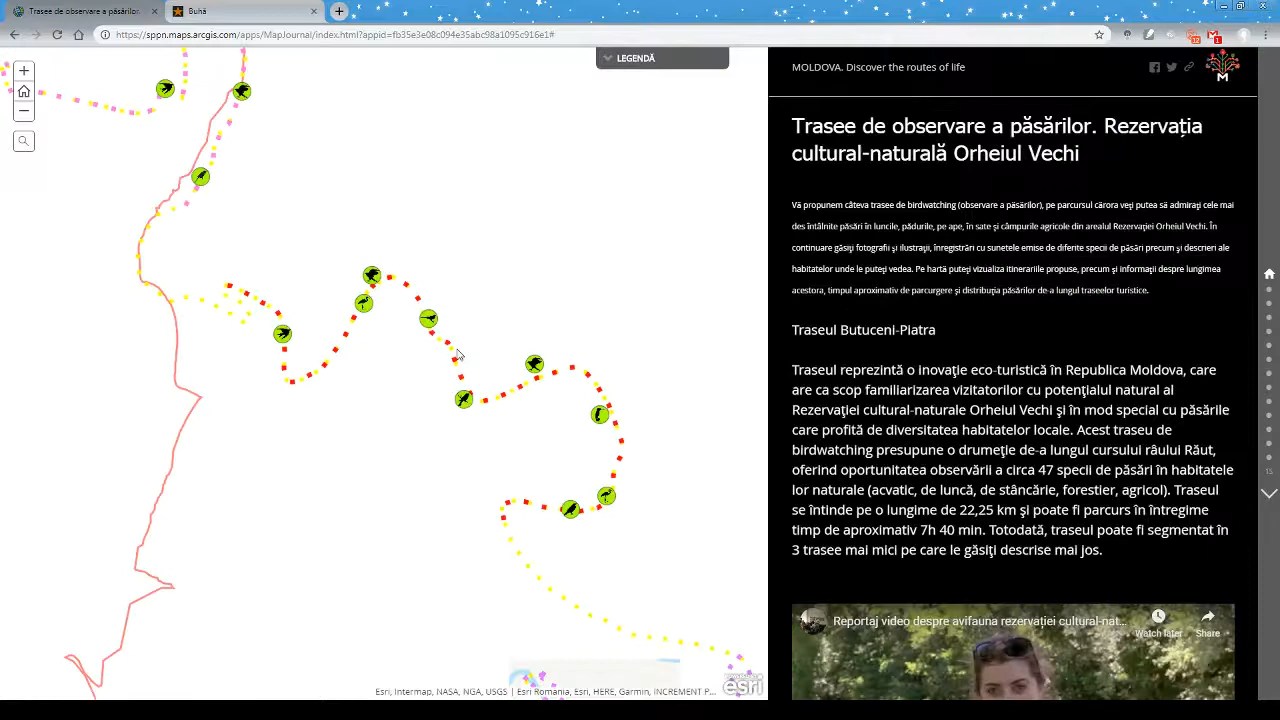 Trasee de observare a păsărilor.
Buhă
https://sppn.maps.arcgis.com/apps/MapJournal/index.html?appid=fb35e3e08c094e35abc98a1095c916e1#
LEGENDĂ
MOLDOVA. Discover the routes of life
M
Trasee de observare a păsărilor. Rezervația
cultural-naturală Orheiul Vechi
Vă propunem câteva trasee de birdwatching (observare a păsărilor), pe parcursul cărora veți putea să admirați cele mai
des întâlnite păsări în luncile, pădurile, pe ape, în sate și câmpurile agricole din arealul Rezervației Orheiul Vechi. În
continuare găsiți fotografii și ilustrații, înregistrări cu sunetele emise de diferite specii de păsări precum și descrieri ale
habitatelor unde le puteți vedea. Pe hartă puteți vizualiza itinerariile propuse, precum și informații despre lungimea
acestora, timpul aproximativ de parcurgere și distribuția păsărilor de-a lungul traseelor turistice.
Traseul Butuceni-Piatra
Traseul reprezintă o inovație eco-turistică în Republica Moldova, care
are ca scop familiarizarea vizitatorilor cu potențialul natural al
Rezervației cultural-naturale Orheiul Vechi și în mod special cu păsările
care profită de diversitatea habitatelor locale. Acest traseu de
birdwatching presupune o drumeție de-a lungul cursului râului Răut,
oferind oportunitatea observării a circa 47 specii de păsări în habitatele
lor naturale (acvatic, de luncă, de stâncărie, forestier, agricol). Traseul
se întinde pe o lungime de 22,25 km și poate fi parcurs în întregime
timp de aproximativ 7h 40 min. Totodată, traseul poate fi segmentat în
3 trasee mai mici pe care le găsiți descrise mai jos.
15
Reportaj video despre avifauna rezervației cultural-nat...
Watch later
Share
Esri, Intermap, NASA, NGA, USGS | Esri Romania, Esri, HERE, Garmin, INCREMENT P...
esri